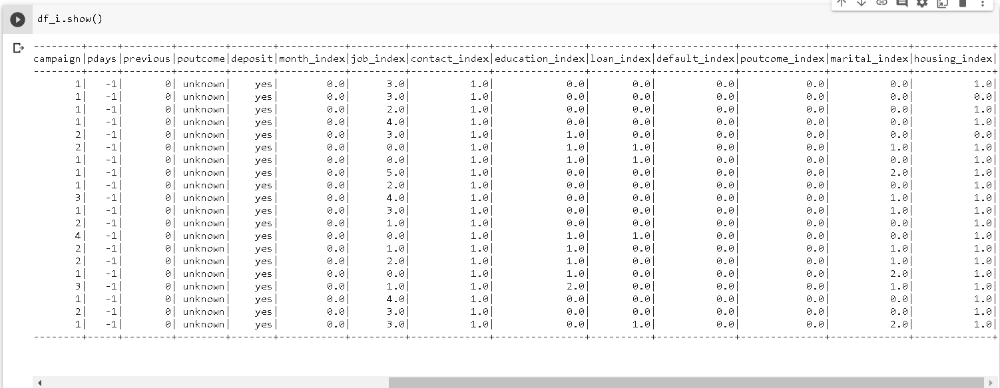 df_i.show()
--------+-----+--------+--------+-------+-----------+---------+-------------+---------------+----------+-------------+--------------+-------------+-------------+
campaign|pdays|previous|poutcome|deposit|month_index|job_index|contact_index|education_index|loan_index|default_index|poutcome_index|marital_index|housing_index|
--------+-----+--------+--------+-------+-----------+---------+-------------+---------------+----------+-------------+--------------+-------------+-------------+
1| -1| 0| unknown| yes| 0.0| 3.0| 1.0| 0.0| 0.0| 0.0| 0.0| 0.0| 1.0|
1| -1| 0| unknown| yes| 0.0| 3.0| 1.0| 0.0| 0.0| 0.0| 0.0| 0.0| 0.0|
1| -1| 0| unknown| yes| 0.0| 2.0| 1.0| 0.0| 0.0| 0.0| 0.0| 0.0| 1.0|
1| -1| 0| unknown| yes| 0.0| 4.0| 1.0| 0.0| 0.0| 0.0| 0.0| 0.0| 1.0|
2| -1| 0| unknown| yes| 0.0| 3.0| 1.0| 1.0| 0.0| 0.0| 0.0| 0.0| 0.0|
2| -1| 0| unknown| yes| 0.0| 0.0| 1.0| 1.0| 1.0| 0.0| 0.0| 1.0| 1.0|
1| -1| 0| unknown| yes| 0.0| 0.0| 1.0| 1.0| 1.0| 0.0| 0.0| 0.0| 1.0|
1| -1| 0| unknown| yes| 0.0| 5.0| 1.0| 0.0| 0.0| 0.0| 0.0| 2.0| 1.0|
1| -1| 0| unknown| yes| 0.0| 2.0| 1.0| 0.0| 0.0| 0.0| 0.0| 0.0| 1.0|
3| -1| 0| unknown| yes| 0.0| 4.0| 1.0| 0.0| 0.0| 0.0| 0.0| 1.0| 1.0|
1| -1| 0| unknown| yes| 0.0| 3.0| 1.0| 0.0| 0.0| 0.0| 0.0| 1.0| 1.0|
2| -1| 0| unknown| yes| 0.0| 1.0| 1.0| 0.0| 0.0| 0.0| 0.0| 0.0| 1.0|
4| -1| 0| unknown| yes| 0.0| 0.0| 1.0| 1.0| 1.0| 0.0| 0.0| 0.0| 1.0|
2| -1| 0| unknown| yes| 0.0| 1.0| 1.0| 1.0| 0.0| 0.0| 0.0| 1.0| 1.0|
2| -1| 0| unknown| yes| 0.0| 2.0| 1.0| 1.0| 0.0| 0.0| 0.0| 1.0| 1.0|
1| -1| 0| unknown| yes| 0.0| 0.0| 1.0| 1.0| 0.0| 0.0| 0.0| 2.0| 1.0|
3| -1| 0| unknown| yes| 0.0| 1.0| 1.0| 2.0| 0.0| 0.0| 0.0| 1.0| 1.0|
1| -1| 0| unknown| yes| 0.0| 4.0| 1.0| 0.0| 0.0| 0.0| 0.0| 0.0| 1.0|
2| -1| 0| unknown| yes| 0.0| 3.0| 1.0| 0.0| 0.0| 0.0| 0.0| 0.0| 1.0|
1| -1| 0| unknown| yes| 0.0| 3.0| 1.0| 0.0| 1.0| 0.0| 0.0| 2.0| 1.0|
--------+-----+--------+--------+-------+-----------+---------+-------------+---------------+----------+-------------+--------------+-------------+-------------+